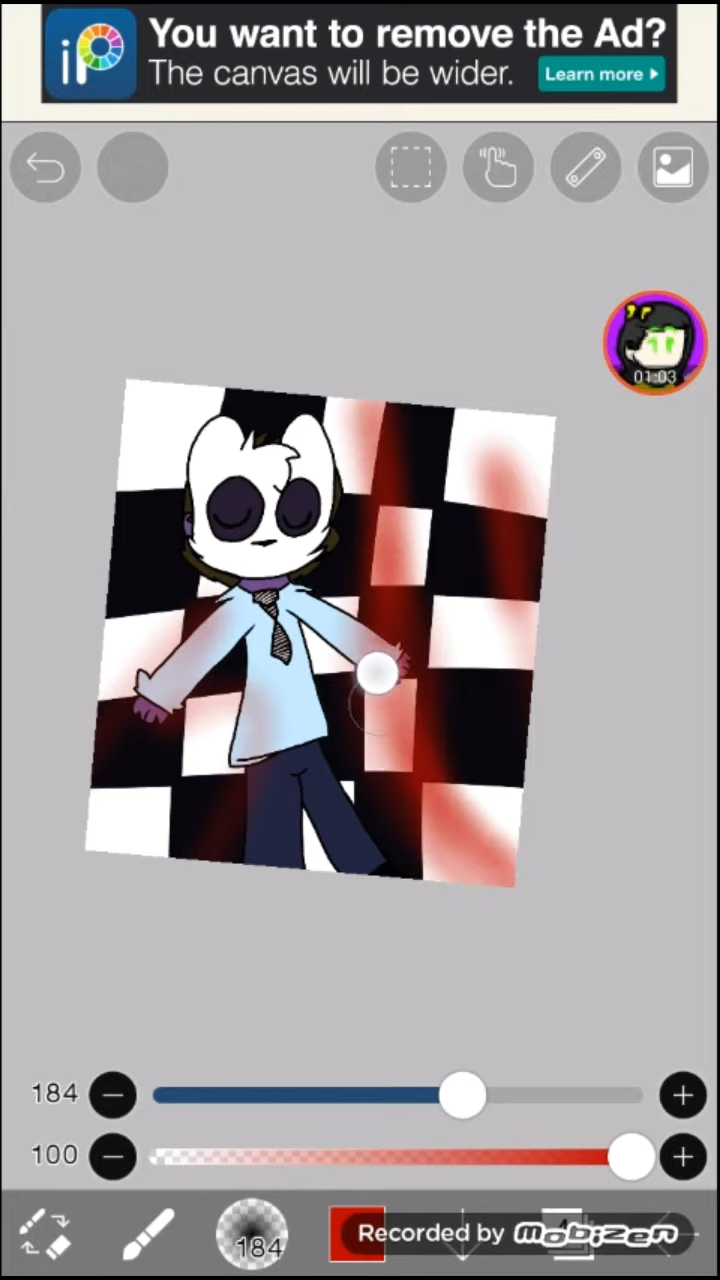 iP
You want to remove the Ad?
The canvas will be wider.
Learn more
01:03
184
100
184
Recorded by mobizen